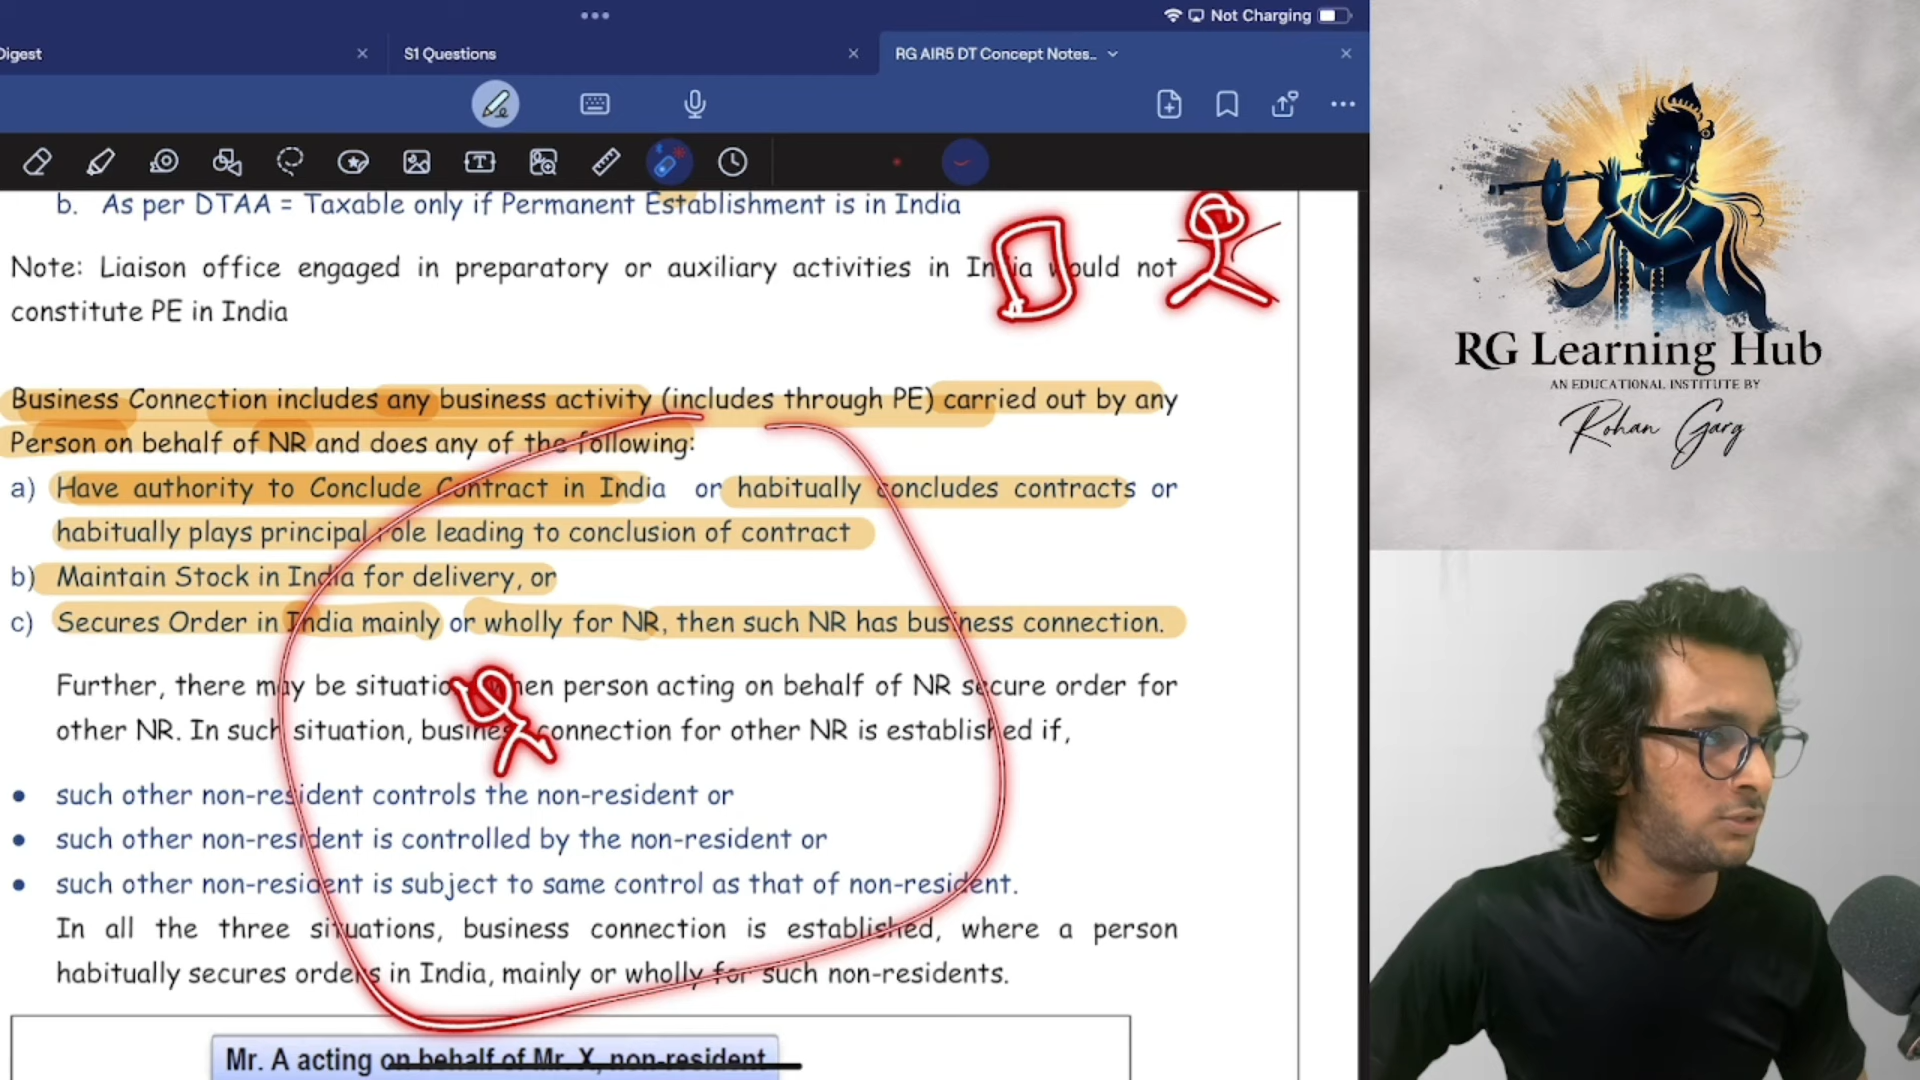 Not Charging
Digest
S1 Questions
RG AIR5 DT Concept Notes..
b. As per DTAA = Taxable only if Permanent Establishment is in India
Note: Liaison office engaged in preparatory or auxiliary activities in India would not
constitute PE in India
Business Connection includes any business activity (includes through PE) carried out by any
Person on behalf of NR and does any of the following:
a) Have authority to Conclude Contract in India or habitually concludes contracts or
habitually plays principal role leading to conclusion of contract
b) Maintain Stock in India for delivery, or
c) Secures Order in India mainly or wholly for NR, then such NR has business connection.
Further, there may be situation when person acting on behalf of NR secure order for
other NR. In such situation, business connection for other NR is established if,
• such other non-resident controls the non-resident or
• such other non-resident is controlled by the non-resident or
• such other non-resident is subject to same control as that of non-resident.
In all the three situations, business connection is established, where a person
habitually secures orders in India, mainly or wholly for such non-residents.
Mr. A acting on behalf of Mr. X, non-resident
RG Learning Hub
AN EDUCATIONAL INSTITUTE BY
Rohan Garg